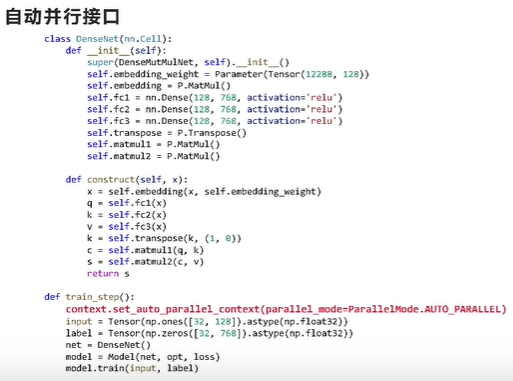 自动并行接口
class DenseNet(nn.Cell):
def __init__(self):
super(DenseMutMulNet, self).__init__()
self.embedding_weight = Parameter(Tensor(12288, 128))
self.embedding = P.MatMul()
self.fc1 = nn.Dense(128, 768, activation='relu')
self.fc2 = nn.Dense(128, 768, activation='relu')
self.fc3 = nn.Dense(128, 768, activation='relu')
self.transpose = P.Transpose()
self.matmul1 = P.MatMul()
self.matmul2 = P.MatMul()
def construct(self, x):
x = self.embedding(x, self.embedding_weight)
q = self.fc1(x)
k = self.fc2(x)
v = self.fc3(x)
k = self.transpose(k, (1, 0))
c = self.matmul1(q, k)
s = self.matmul2(c, v)
return s
def train_step():
context.set_auto_parallel_context(parallel_mode=ParallelMode.AUTO_PARALLEL)
input = Tensor(np.ones([32, 128]).astype(np.float32))
label = Tensor(np.zeros([32, 768]).astype(np.float32))
net = DenseNet()
model = Model(net, opt, loss)
model.train(input, label)